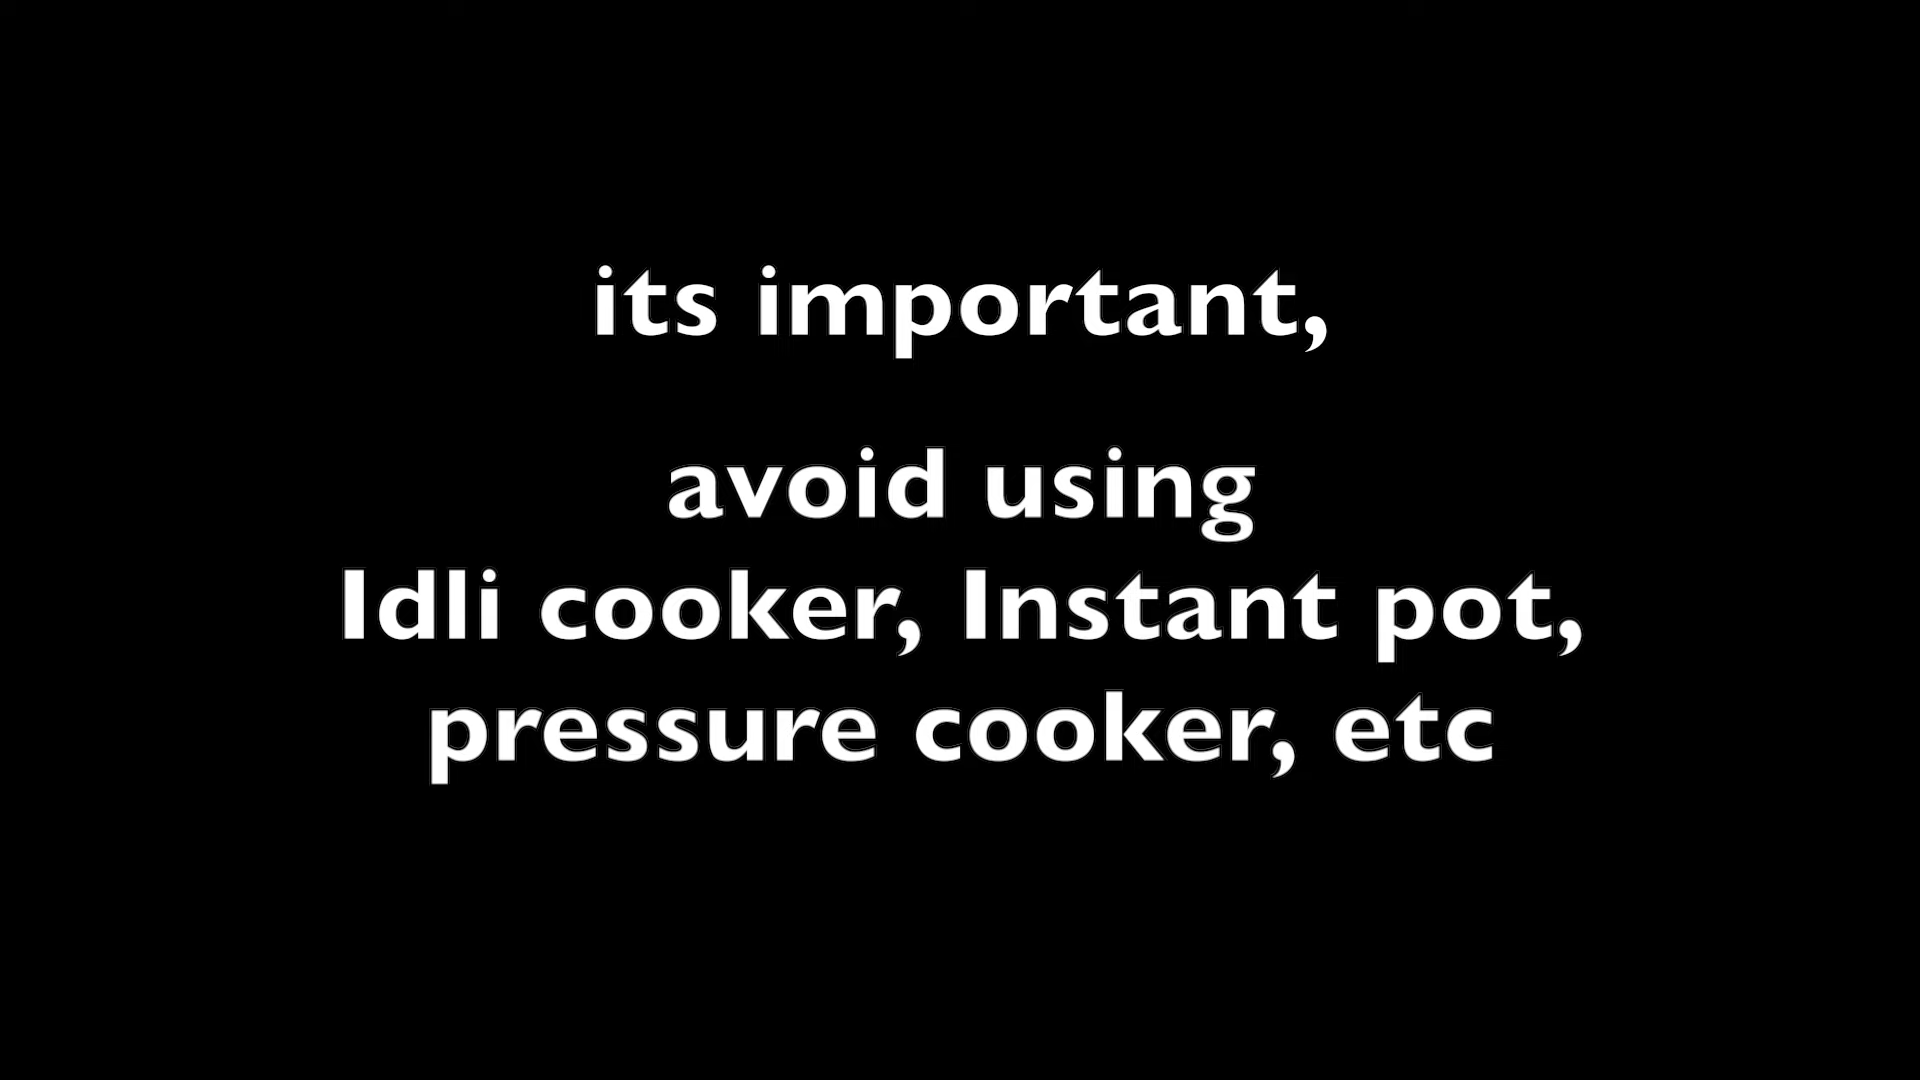 its important,
avoid using
Idli cooker, Instant pot,
pressure cooker, etc